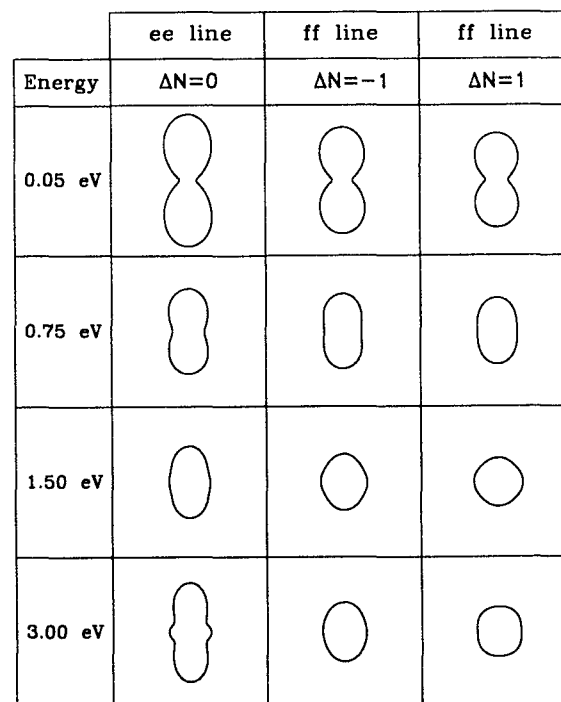 ee line ff line ff line
Energy ΔN=0 ΔN=-1 ΔN=1
0.05 eV
0.75 eV
1.50 eV
3.00 eV